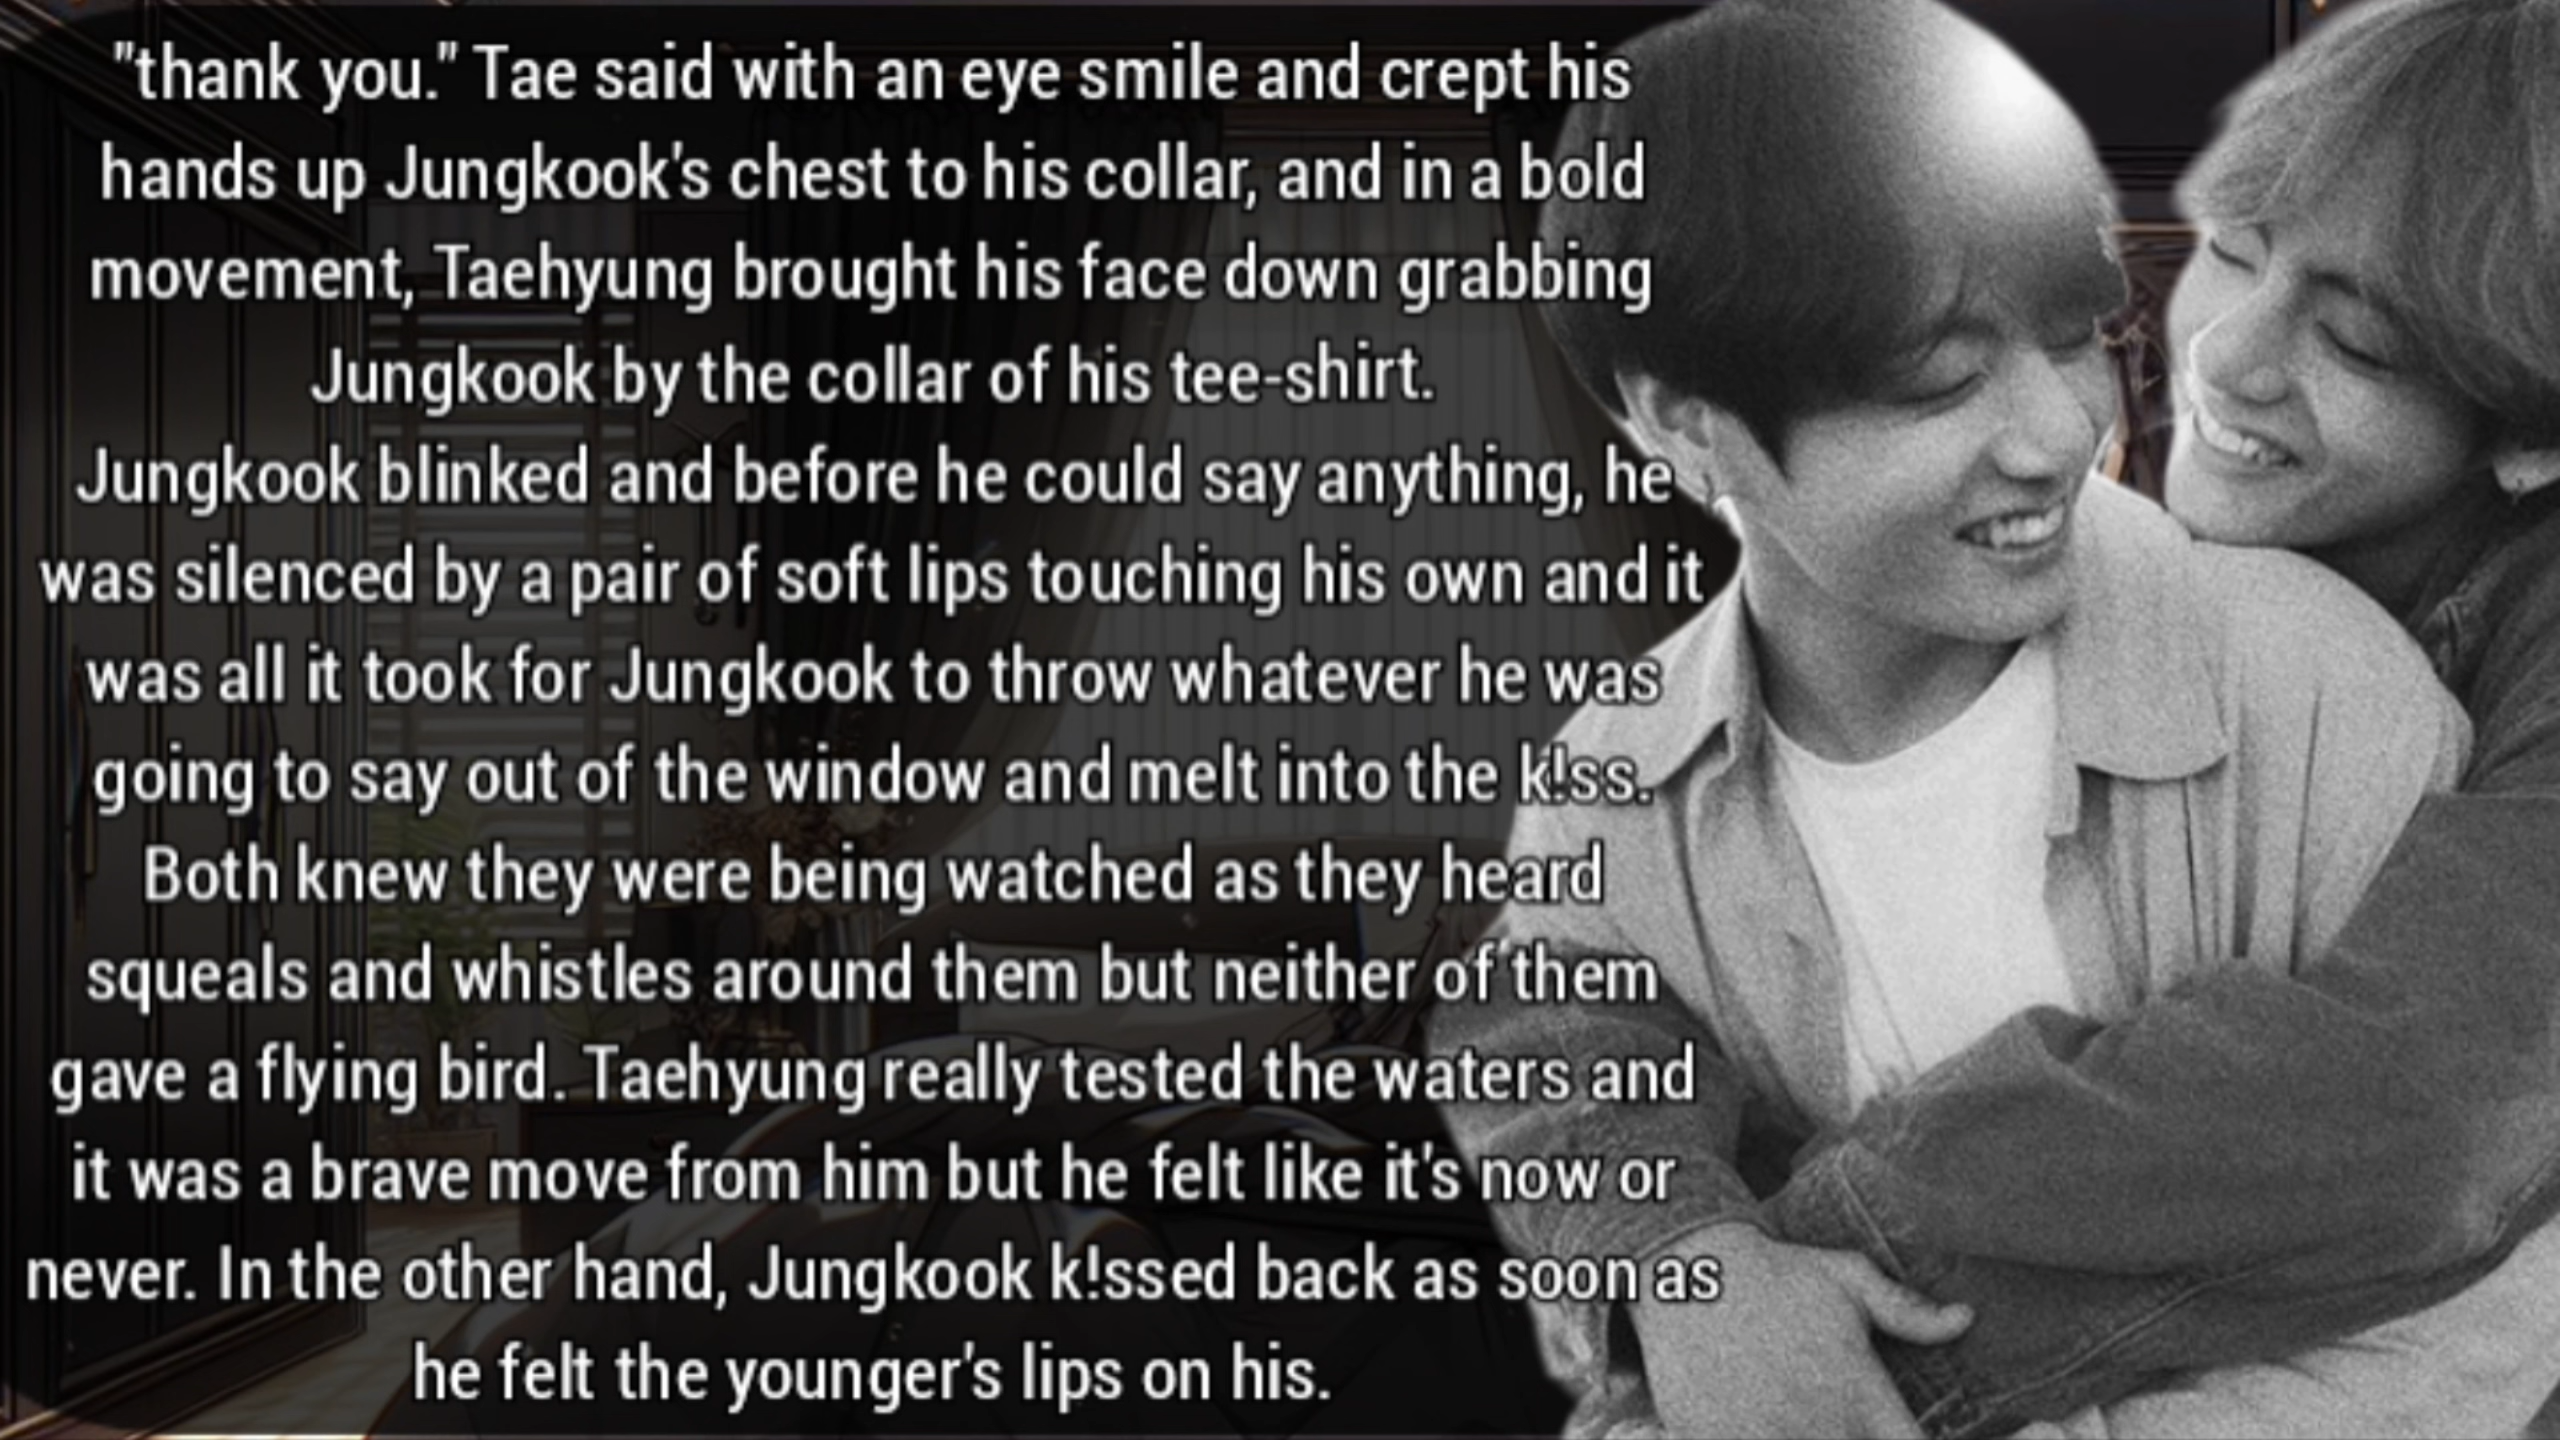 "thank you." Tae said with an eye smile and crept his
hands up Jungkook's chest to his collar, and in a bold
movement, Taehyung brought his face down grabbing
Jungkook by the collar of his tee-shirt.
Jungkook blinked and before he could say anything, he
was silenced by a pair of soft lips touching his own and it
was all it took for Jungkook to throw whatever he was
going to say out of the window and melt into the k!ss.
Both knew they were being watched as they heard
squeals and whistles around them but neither of them
gave a flying bird. Taehyung really tested the waters and
it was a brave move from him but he felt like it's now or
never. In the other hand, Jungkook k!ssed back as soon as
he felt the younger's lips on his.